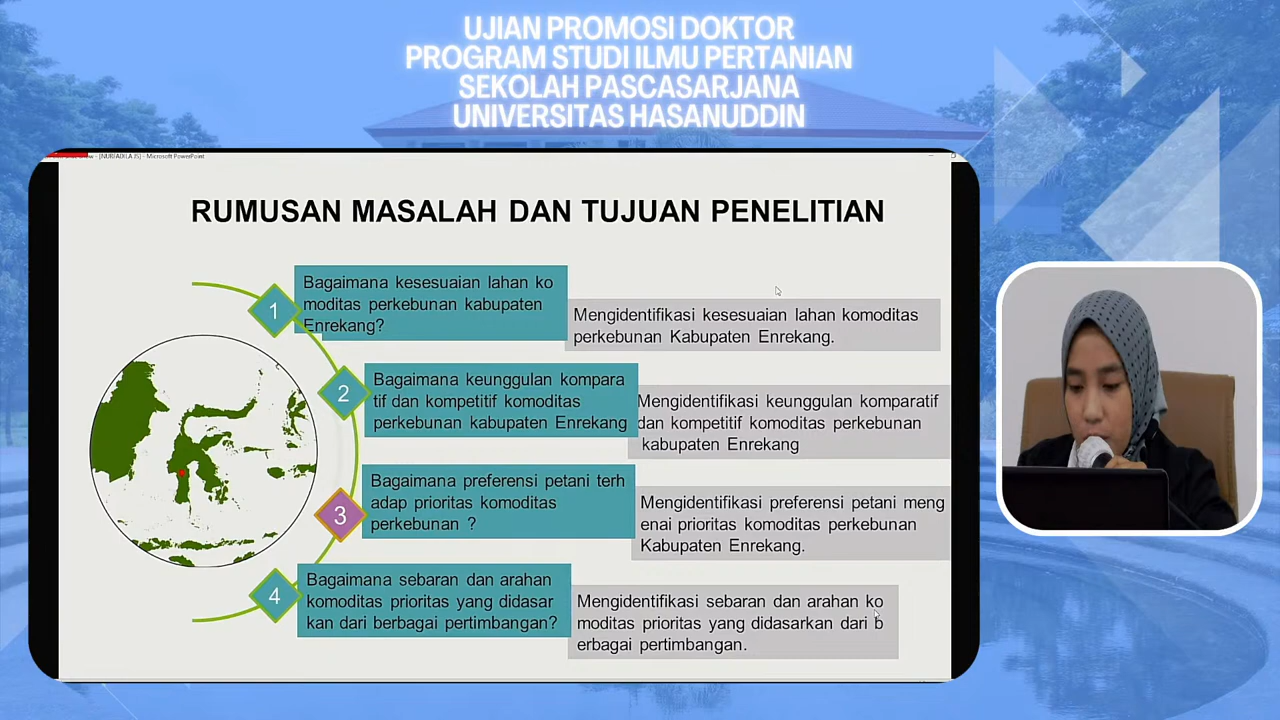 UJIAN PROMOSI DOKTOR
PROGRAM STUDI ILMU PERTANIAN
SEKOLAH PASCASARJANA
UNIVERSITAS HASANUDDIN
- [NURFADILA JS] - Microsoft PowerPoint
RUMUSAN MASALAH DAN TUJUAN PENELITIAN
1
Bagaimana kesesuaian lahan ko
moditas perkebunan kabupaten
Enrekang?
Mengidentifikasi kesesuaian lahan komoditas
perkebunan Kabupaten Enrekang.
2
Bagaimana keunggulan kompara
tif dan kompetitif komoditas
perkebunan kabupaten Enrekang
Mengidentifikasi keunggulan komparatif
dan kompetitif komoditas perkebunan
kabupaten Enrekang
3
Bagaimana preferensi petani terh
adap prioritas komoditas
perkebunan ?
Mengidentifikasi preferensi petani meng
enai prioritas komoditas perkebunan
Kabupaten Enrekang.
4
Bagaimana sebaran dan arahan
komoditas prioritas yang didasar
kan dari berbagai pertimbangan?
Mengidentifikasi sebaran dan arahan ko
moditas prioritas yang didasarkan dari b
erbagai pertimbangan.